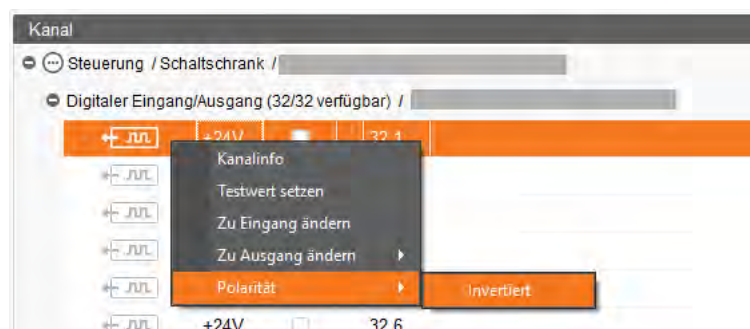 Kanal
Steuerung / Schaltschrank /
Digitaler Eingang/Ausgang (32/32 verfügbar) /
+24V 32.1
Kanalinfo
Testwert setzen
Zu Eingang ändern
Zu Ausgang ändern
Polarität Invertiert
+24V 32.6